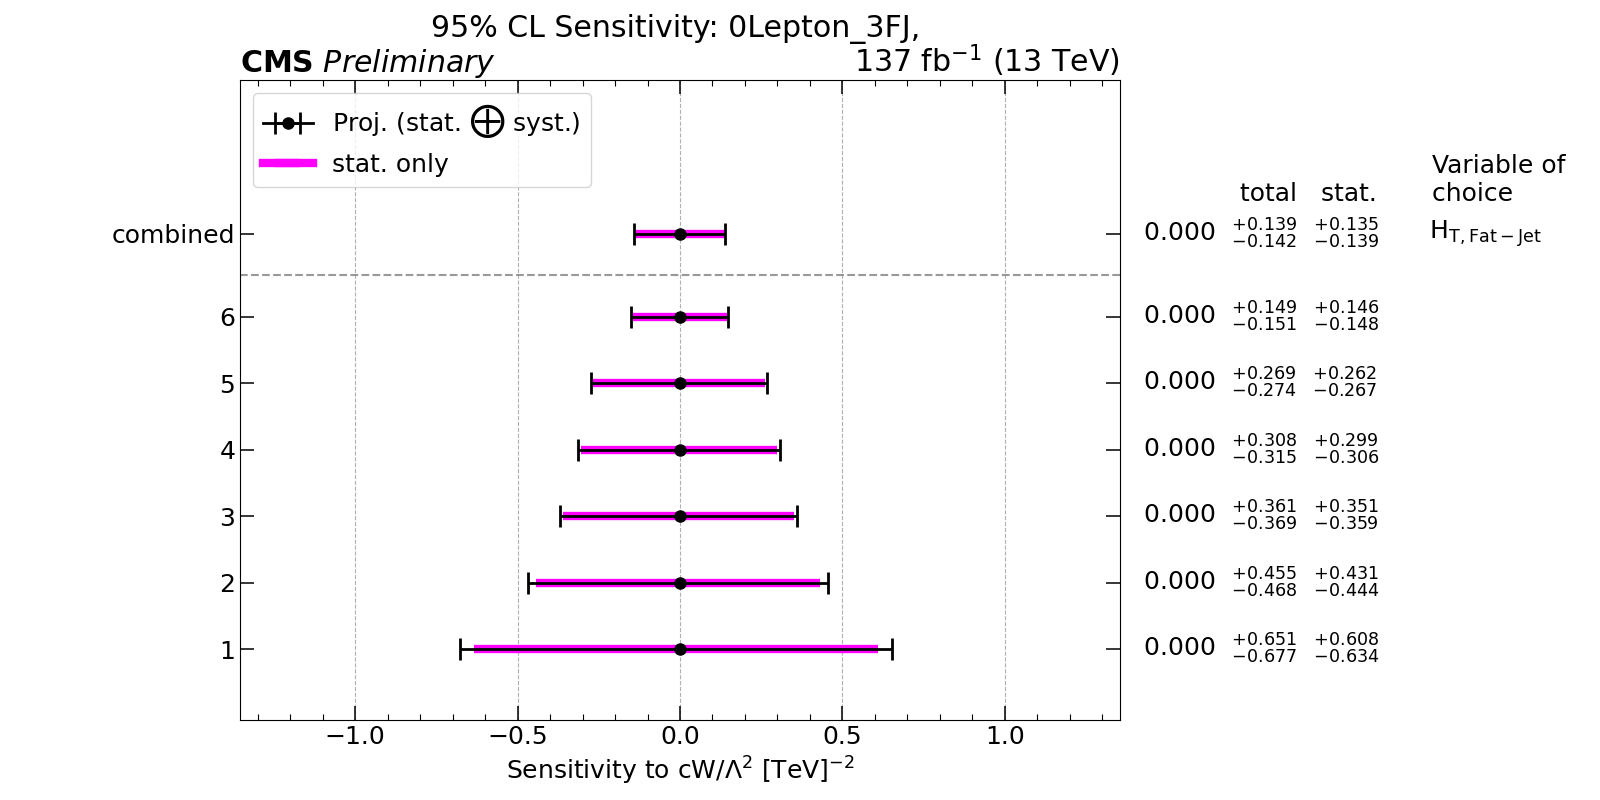 95% CL Sensitivity: 0Lepton_3FJ,
CMS Preliminary 137 fb⁻¹ (13 TeV)
Proj. (stat. ⊕ syst.)
stat. only
Variable of
total stat. choice
combined 0.000 +0.139 −0.142 +0.135 −0.139 H_T, Fat−Jet
6 0.000 +0.149 −0.151 +0.146 −0.148
5 0.000 +0.269 −0.274 +0.262 −0.267
4 0.000 +0.308 −0.315 +0.299 −0.306
3 0.000 +0.361 −0.369 +0.351 −0.359
2 0.000 +0.455 −0.468 +0.431 −0.444
1 0.000 +0.651 −0.677 +0.608 −0.634
−1.0 −0.5 0.0 0.5 1.0
Sensitivity to cW/Λ² [TeV]⁻²